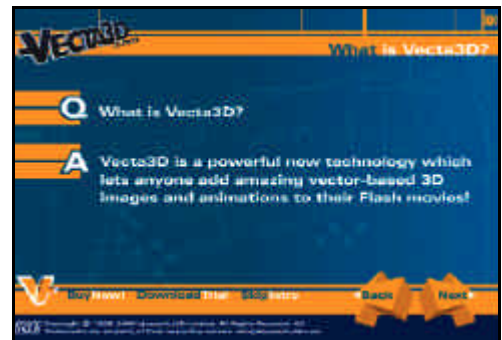 VECTA3D
What is Vecta3D?
Q What is Vecta3D?
A Vecta3D is a powerful new technology which
lets anyone add amazing vector-based 3D
images and animations to their Flash movies!
Buy Now! Download Trial Skip Intro Back Next